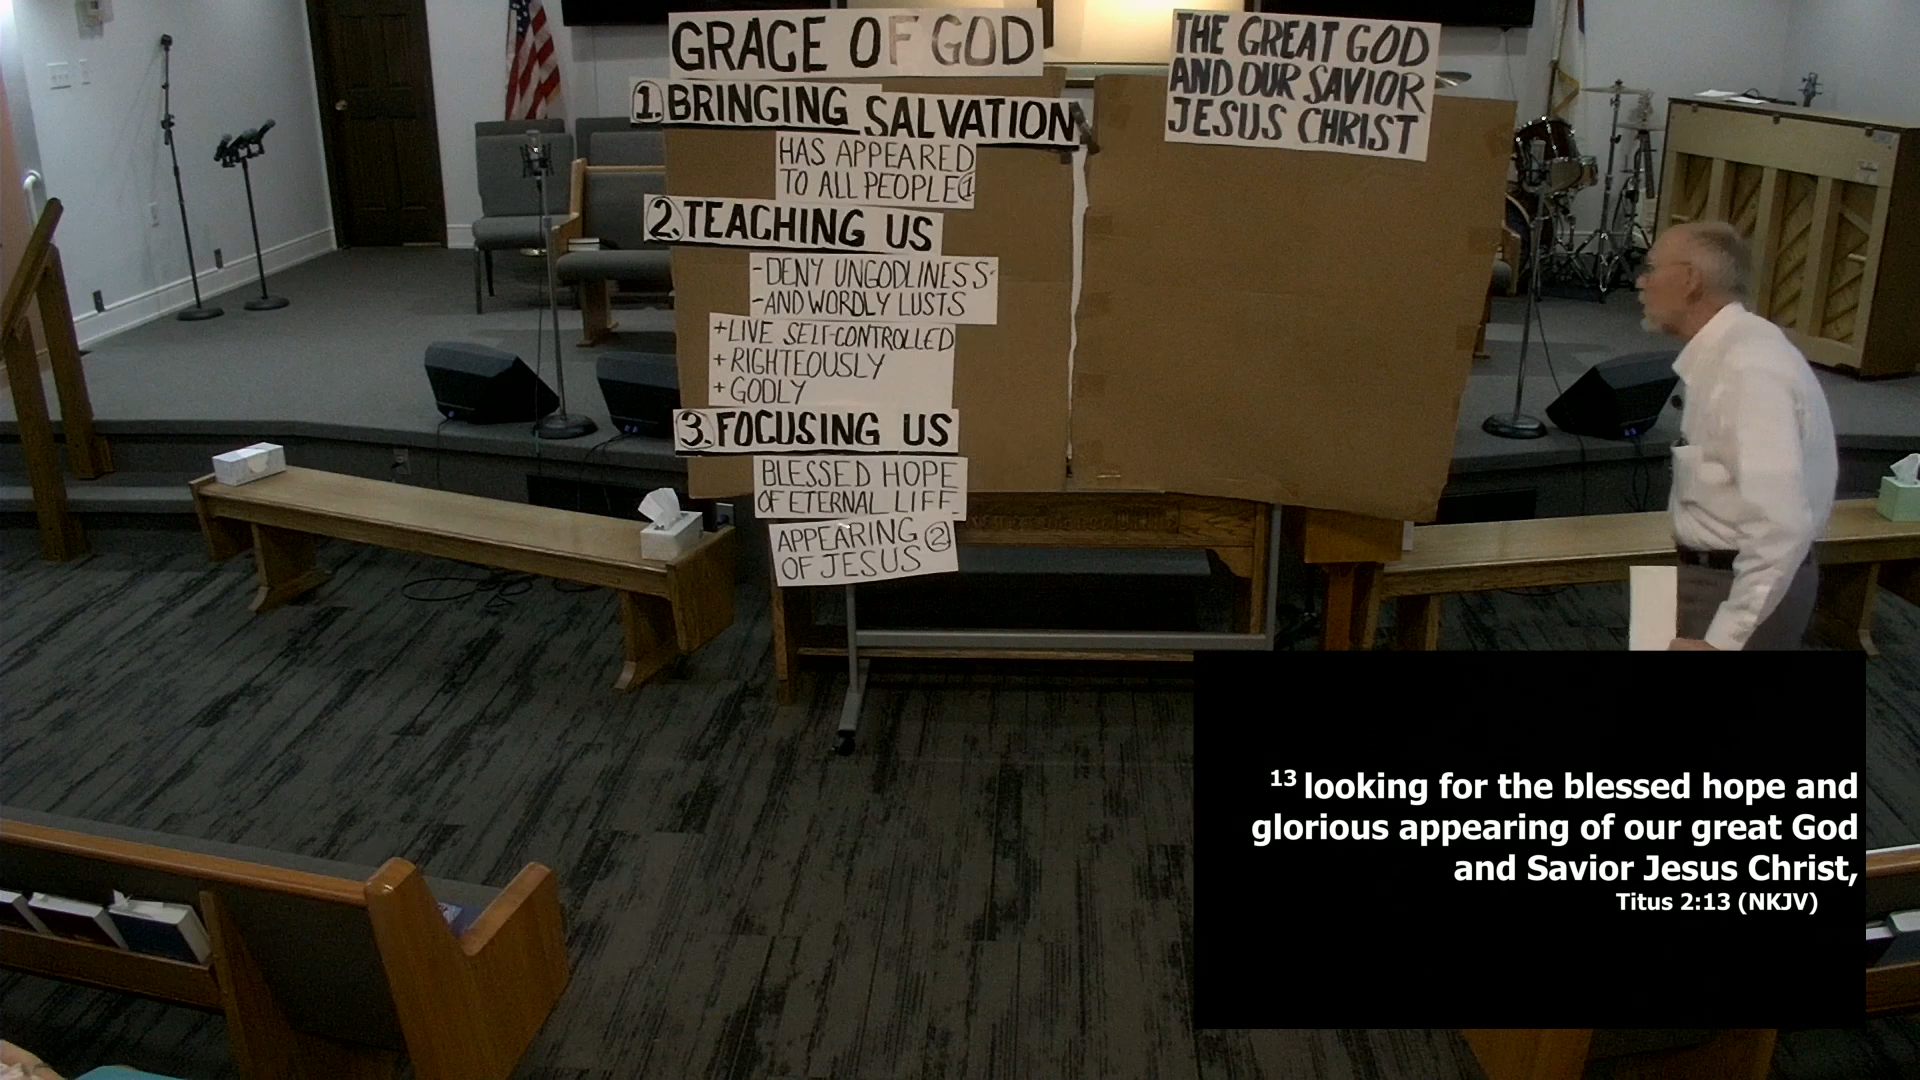 GRACE OF GOD
1. BRINGING SALVATION
HAS APPEARED
TO ALL PEOPLE 1
2. TEACHING US
-DENY UNGODLINESS
-AND WORDLY LUSTS
+LIVE SELF-CONTROLLED
+RIGHTEOUSLY
+GODLY
3. FOCUSING US
BLESSED HOPE
OF ETERNAL LIFE
APPEARING 2
OF JESUS
THE GREAT GOD
AND OUR SAVIOR
JESUS CHRIST
13 looking for the blessed hope and
glorious appearing of our great God
and Savior Jesus Christ,
Titus 2:13 (NKJV)